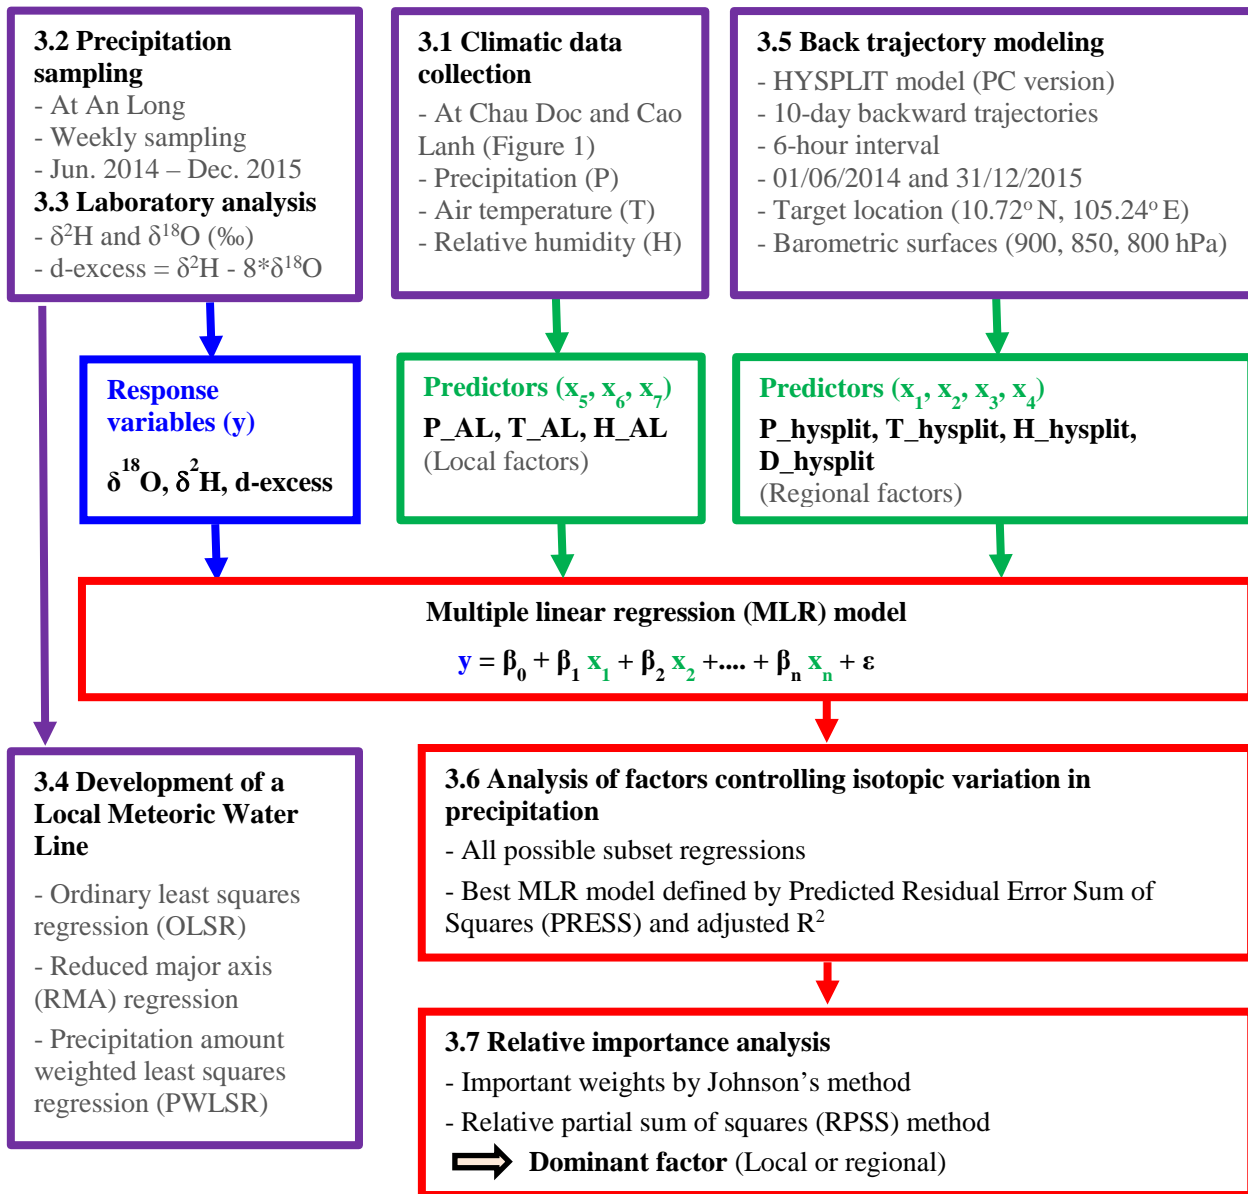 3.2 Precipitation
sampling
- At An Long
- Weekly sampling
- Jun. 2014 – Dec. 2015
3.3 Laboratory analysis
- δ²H and δ¹⁸O (‰)
- d-excess = δ²H - 8*δ¹⁸O
3.1 Climatic data
collection
- At Chau Doc and Cao
Lanh (Figure 1)
- Precipitation (P)
- Air temperature (T)
- Relative humidity (H)
3.5 Back trajectory modeling
- HYSPLIT model (PC version)
- 10-day backward trajectories
- 6-hour interval
- 01/06/2014 and 31/12/2015
- Target location (10.72° N, 105.24° E)
- Barometric surfaces (900, 850, 800 hPa)
Response
variables (y)
δ¹⁸O, δ²H, d-excess
Predictors (x₅, x₆, x₇)
P_AL, T_AL, H_AL
(Local factors)
Predictors (x₁, x₂, x₃, x₄)
P_hysplit, T_hysplit, H_hysplit,
D_hysplit
(Regional factors)
Multiple linear regression (MLR) model
y = β₀ + β₁ x₁ + β₂ x₂ +.... + βₙ xₙ + ε
3.4 Development of a
Local Meteoric Water
Line
- Ordinary least squares
regression (OLSR)
- Reduced major axis
(RMA) regression
- Precipitation amount
weighted least squares
regression (PWLSR)
3.6 Analysis of factors controlling isotopic variation in
precipitation
- All possible subset regressions
- Best MLR model defined by Predicted Residual Error Sum of
Squares (PRESS) and adjusted R²
3.7 Relative importance analysis
- Important weights by Johnson’s method
- Relative partial sum of squares (RPSS) method
Dominant factor (Local or regional)